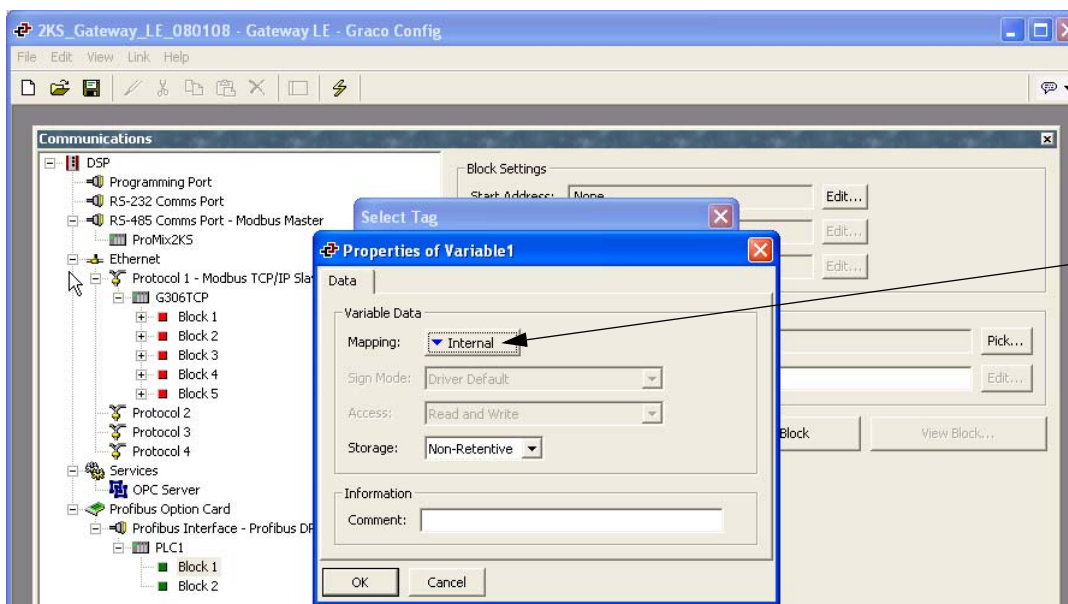 2KS_Gateway_LE_080108 - Gateway LE - Graco Config
File Edit View Link Help
Communications
DSP
Programming Port
RS-232 Comms Port
RS-485 Comms Port - Modbus Master
ProMix2KS
Ethernet
Protocol 1 - Modbus TCP/IP Sla
G306TCP
Block 1
Block 2
Block 3
Block 4
Block 5
Protocol 2
Protocol 3
Protocol 4
Services
OPC Server
Profibus Option Card
Profibus Interface - Profibus DP
PLC1
Block 1
Block 2
Block Settings
Start Address: None
Edit...
Edit...
Edit...
Pick...
Edit...
Block
View Block...
Select Tag
Properties of Variable1
Data
Variable Data
Mapping: Internal
Sign Mode: Driver Default
Access: Read and Write
Storage: Non-Retentive
Information
Comment:
OK Cancel